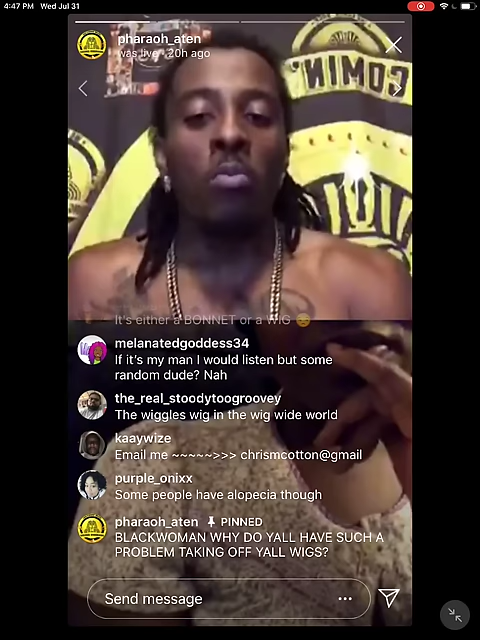 4:47 PM Wed Jul 31
pharaoh_aten
was live · 20h ago
COMIN'
It's either a BONNET or a WIG 😔
melanatedgoddess34
If it's my man I would listen but some
random dude? Nah
the_real_stoodytoogroovey
The wiggles wig in the wig wide world
kaaywize
Email me ~~~~~>>> chrismcotton@gmail
purple_onixx
Some people have alopecia though
pharaoh_aten PINNED
BLACKWOMAN WHY DO YALL HAVE SUCH A
PROBLEM TAKING OFF YALL WIGS?
Send message